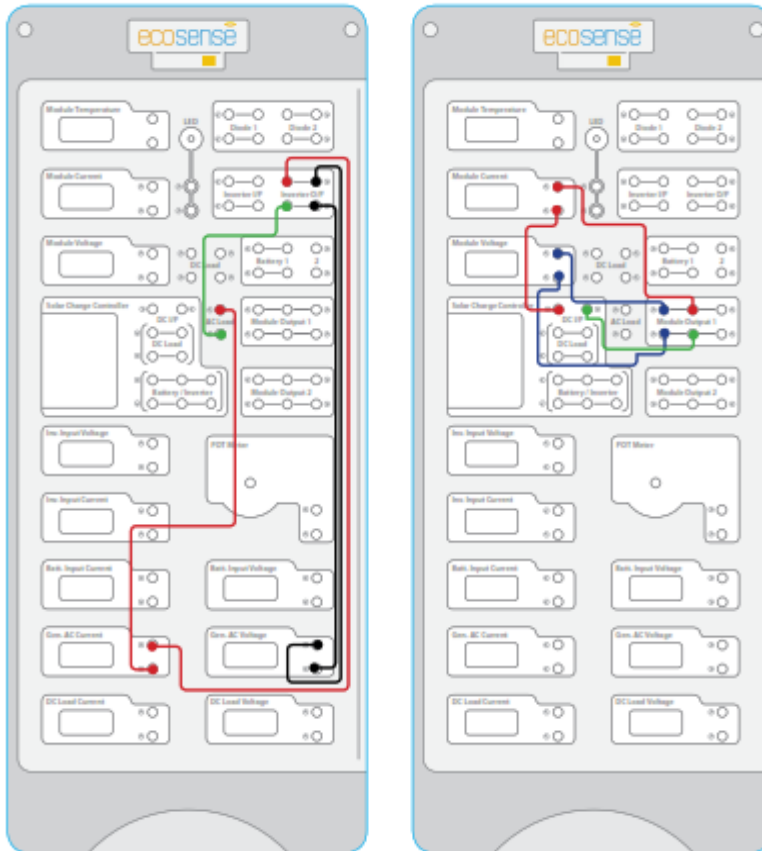 ecosense
Module Temperature
LED
Diode 1
Diode 2
Module Current
Inverter I/P
Inverter O/P
Module Voltage
DC Load
Battery 1
2
Solar Charge Controller
DC I/P
AC Load
DC Load
Module Output 1
Battery / Inverter
Module Output 2
Inv. Input Voltage
POT Meter
Inv. Input Current
Batt. Input Current
Batt. Input Voltage
Gen. AC Current
Gen. AC Voltage
DC Load Current
DC Load Voltage
ecosense
Module Temperature
LED
Diode 1
Diode 2
Module Current
Inverter I/P
Inverter O/P
Module Voltage
DC Load
Battery 1
2
Solar Charge Controller
DC I/P
AC Load
DC Load
Module Output 1
Battery / Inverter
Module Output 2
Inv. Input Voltage
POT Meter
Inv. Input Current
Batt. Input Current
Batt. Input Voltage
Gen. AC Current
Gen. AC Voltage
DC Load Current
DC Load Voltage